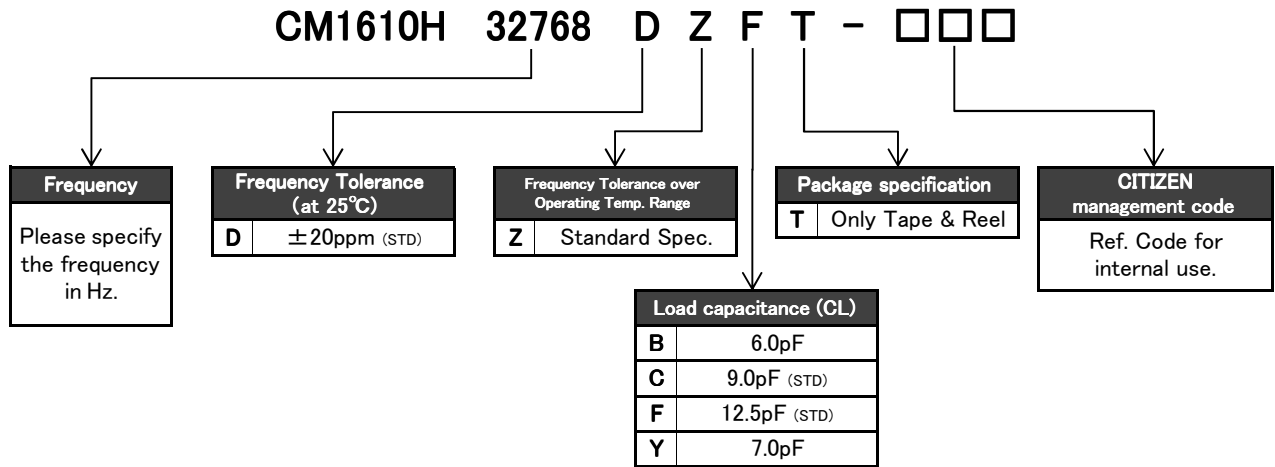 CM1610H 32768 D Z F T - □□□
Frequency
Please specify
the frequency
in Hz.
Frequency Tolerance
(at 25℃)
D ±20ppm (STD)
Frequency Tolerance over
Operating Temp. Range
Z Standard Spec.
Package specification
T Only Tape & Reel
CITIZEN
management code
Ref. Code for
internal use.
Load capacitance (CL)
B 6.0pF
C 9.0pF (STD)
F 12.5pF (STD)
Y 7.0pF